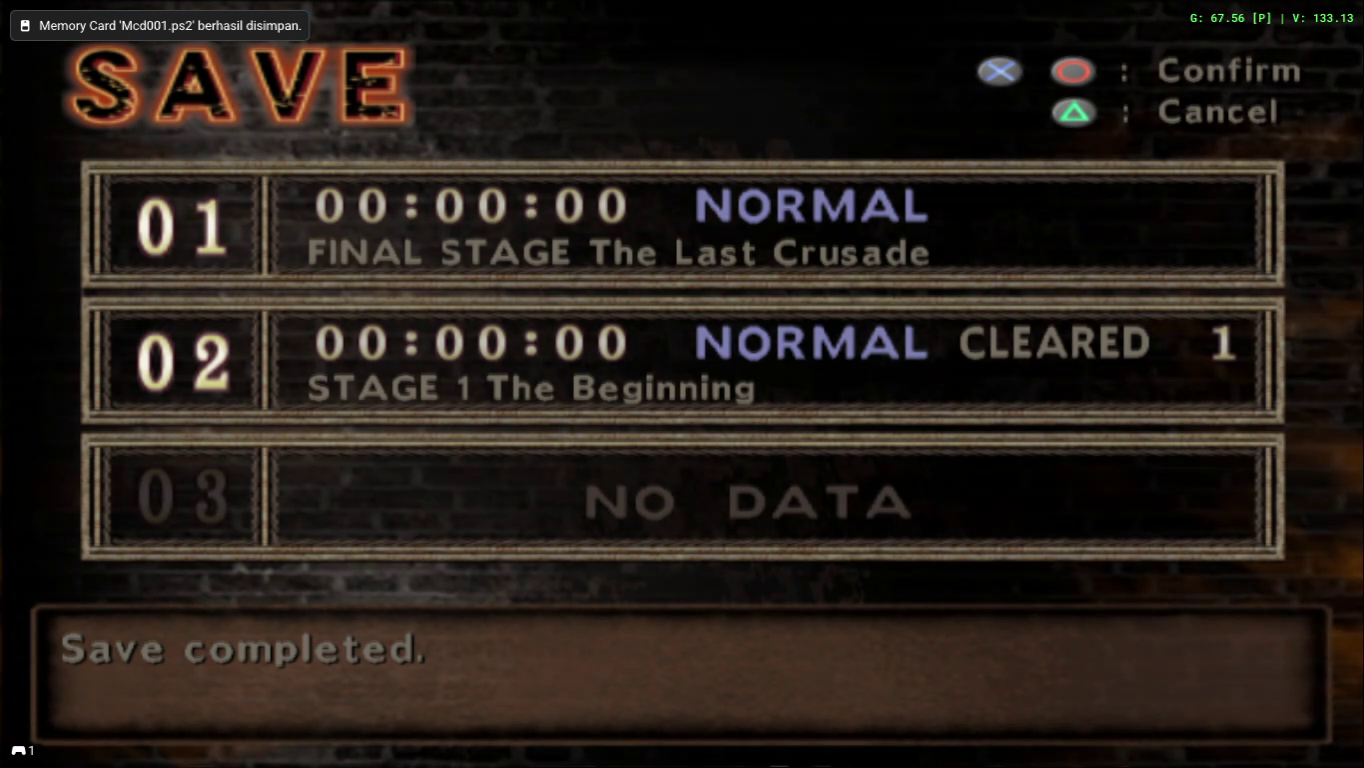 Memory Card 'Mcd001.ps2' berhasil disimpan.
G: 67.56 [P] | V: 133.13
SAVE
: Confirm
: Cancel
01 00:00:00 NORMAL
FINAL STAGE The Last Crusade
02 00:00:00 NORMAL CLEARED 1
STAGE 1 The Beginning
03 NO DATA
Save completed.
1